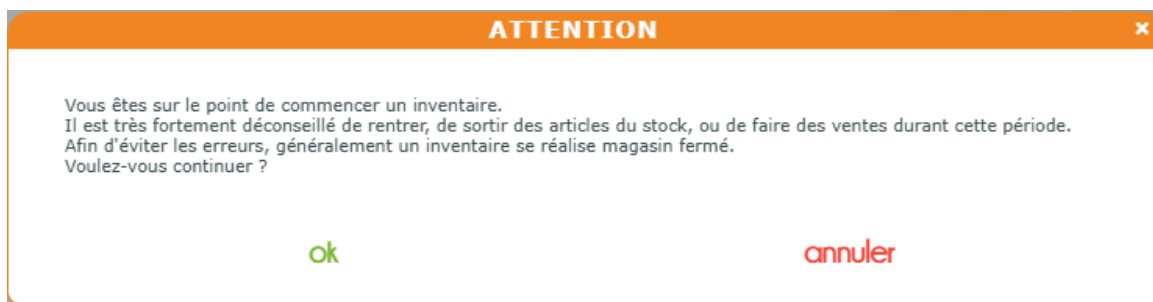 ATTENTION
Vous êtes sur le point de commencer un inventaire.
Il est très fortement déconseillé de rentrer, de sortir des articles du stock, ou de faire des ventes durant cette période.
Afin d'éviter les erreurs, généralement un inventaire se réalise magasin fermé.
Voulez-vous continuer ?
ok annuler